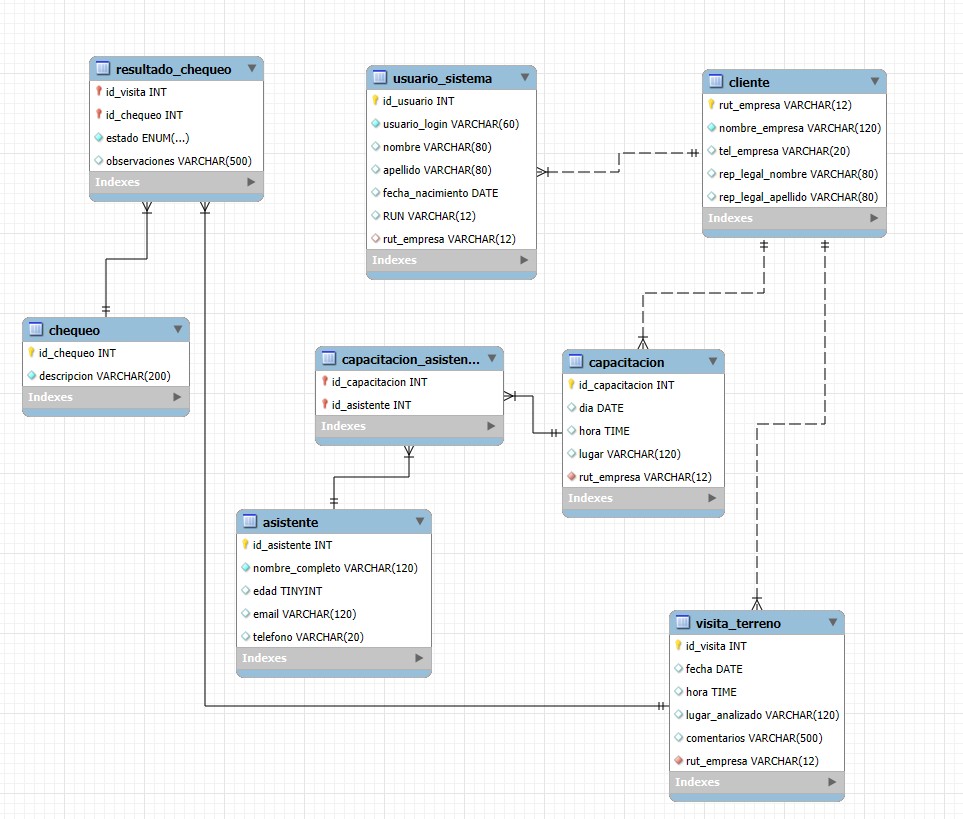 resultado_chequeo
id_visita INT
id_chequeo INT
estado ENUM(...)
observaciones VARCHAR(500)
Indexes
usuario_sistema
id_usuario INT
usuario_login VARCHAR(60)
nombre VARCHAR(80)
apellido VARCHAR(80)
fecha_nacimiento DATE
RUN VARCHAR(12)
rut_empresa VARCHAR(12)
Indexes
cliente
rut_empresa VARCHAR(12)
nombre_empresa VARCHAR(120)
tel_empresa VARCHAR(20)
rep_legal_nombre VARCHAR(80)
rep_legal_apellido VARCHAR(80)
Indexes
chequeo
id_chequeo INT
descripcion VARCHAR(200)
Indexes
capacitacion_asisten...
id_capacitacion INT
id_asistente INT
Indexes
capacitacion
id_capacitacion INT
dia DATE
hora TIME
lugar VARCHAR(120)
rut_empresa VARCHAR(12)
Indexes
asistente
id_asistente INT
nombre_completo VARCHAR(120)
edad TINYINT
email VARCHAR(120)
telefono VARCHAR(20)
Indexes
visita_terreno
id_visita INT
fecha DATE
hora TIME
lugar_analizado VARCHAR(120)
comentarios VARCHAR(500)
rut_empresa VARCHAR(12)
Indexes